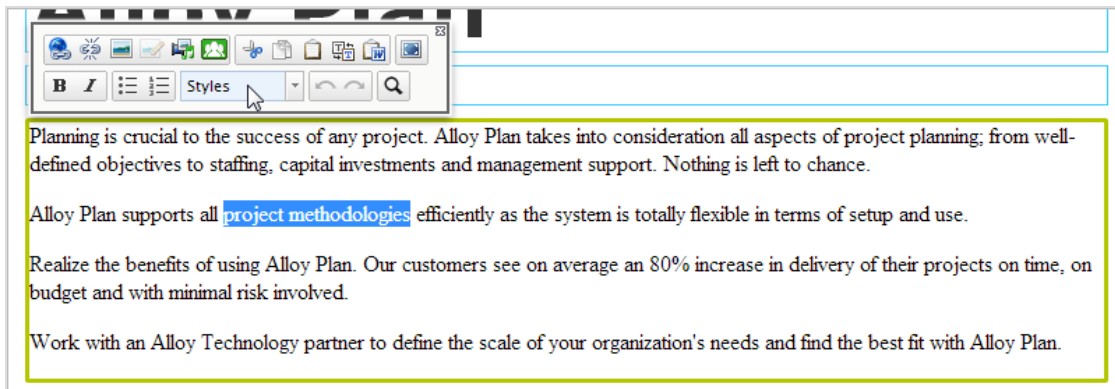 Alloy Plan
B I Styles
Planning is crucial to the success of any project. Alloy Plan takes into consideration all aspects of project planning; from well-
defined objectives to staffing, capital investments and management support. Nothing is left to chance.
Alloy Plan supports all project methodologies efficiently as the system is totally flexible in terms of setup and use.
Realize the benefits of using Alloy Plan. Our customers see on average an 80% increase in delivery of their projects on time, on
budget and with minimal risk involved.
Work with an Alloy Technology partner to define the scale of your organization's needs and find the best fit with Alloy Plan.